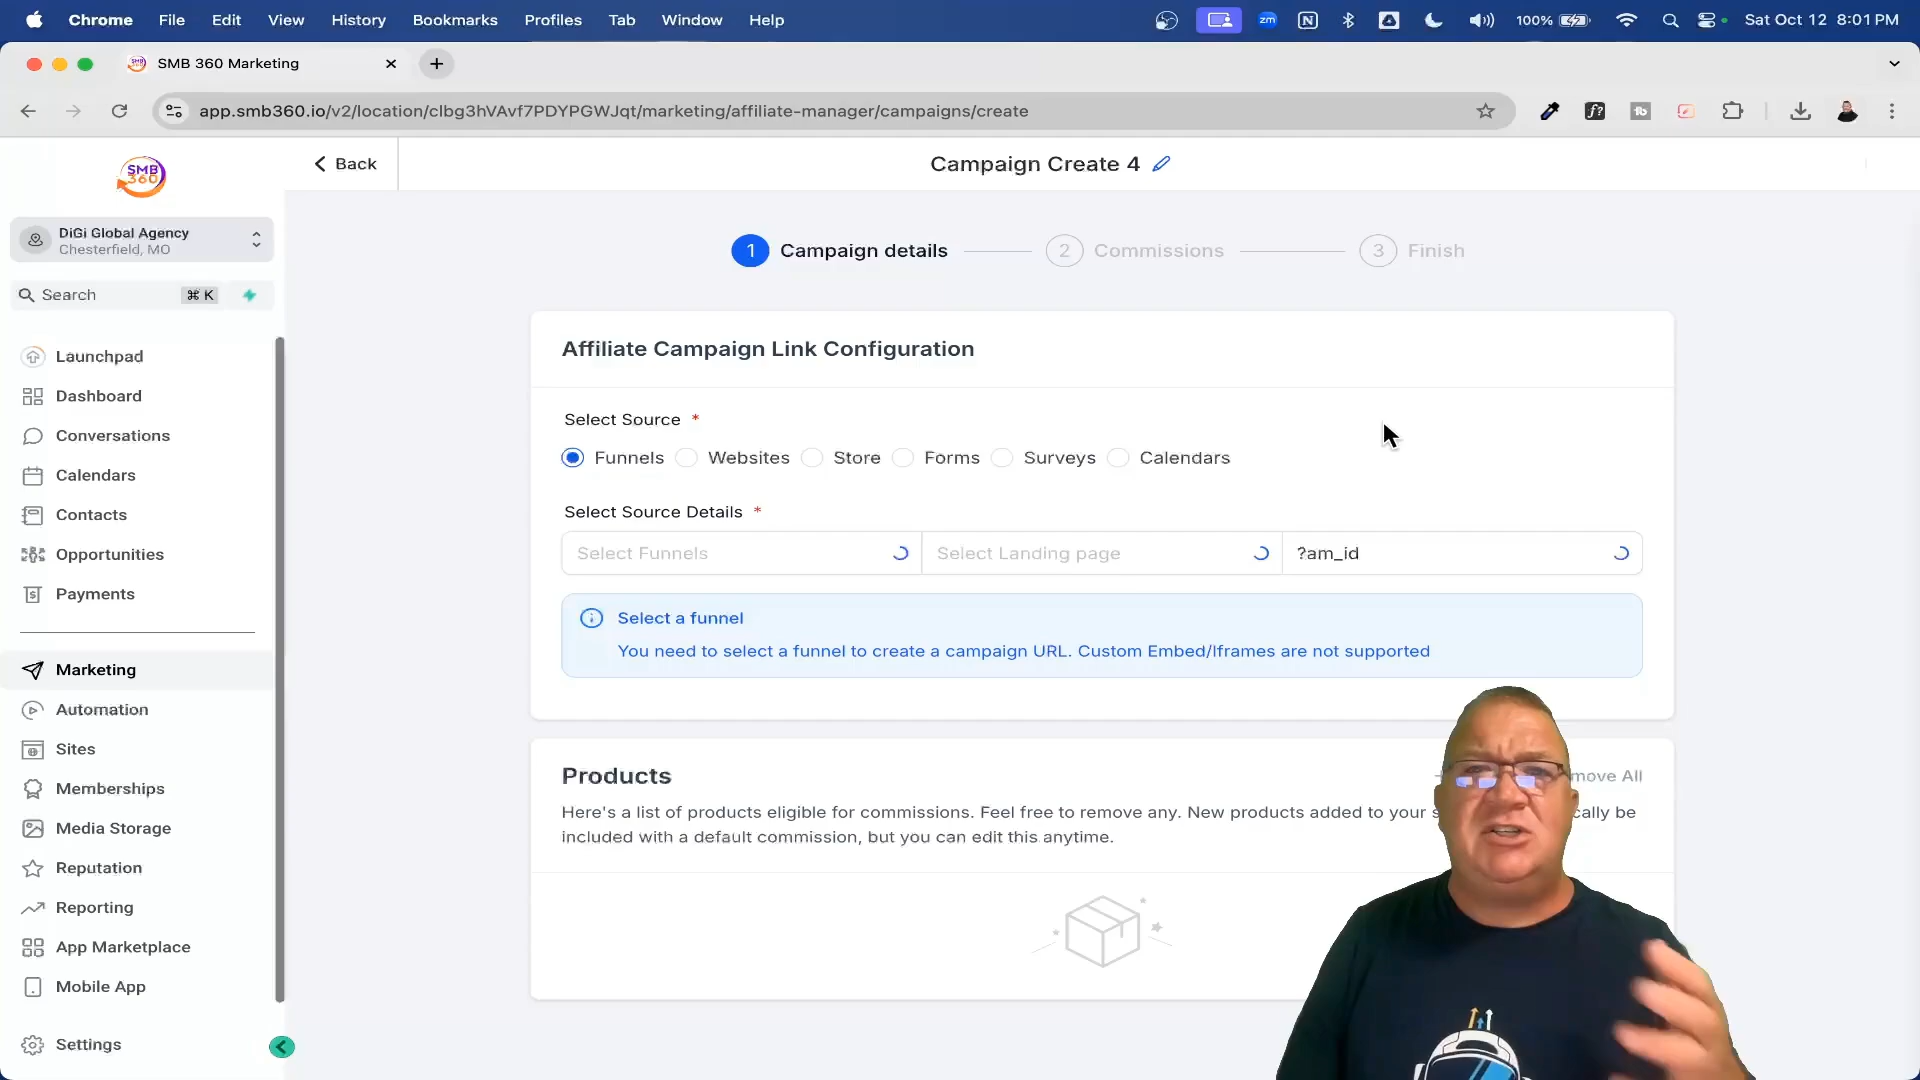 Chrome File Edit View History Bookmarks Profiles Tab Window Help zm 100% Sat Oct 12 8:01 PM
SMB 360 Marketing
app.smb360.io/v2/location/clbg3hVAvf7PDYPGWJqt/marketing/affiliate-manager/campaigns/create
SMB
360
Back
Campaign Create 4
DiGi Global Agency
Chesterfield, MO
1 Campaign details 2 Commissions 3 Finish
Search ⌘ K
Launchpad
Dashboard
Conversations
Calendars
Contacts
Opportunities
Payments
Marketing
Automation
Sites
Memberships
Media Storage
Reputation
Reporting
App Marketplace
Mobile App
Settings
Affiliate Campaign Link Configuration
Select Source *
Funnels Websites Store Forms Surveys Calendars
Select Source Details *
Select Funnels Select Landing page ?am_id
Select a funnel
You need to select a funnel to create a campaign URL. Custom Embed/Iframes are not supported
Products
move All
Here's a list of products eligible for commissions. Feel free to remove any. New products added to your s cally be
included with a default commission, but you can edit this anytime.